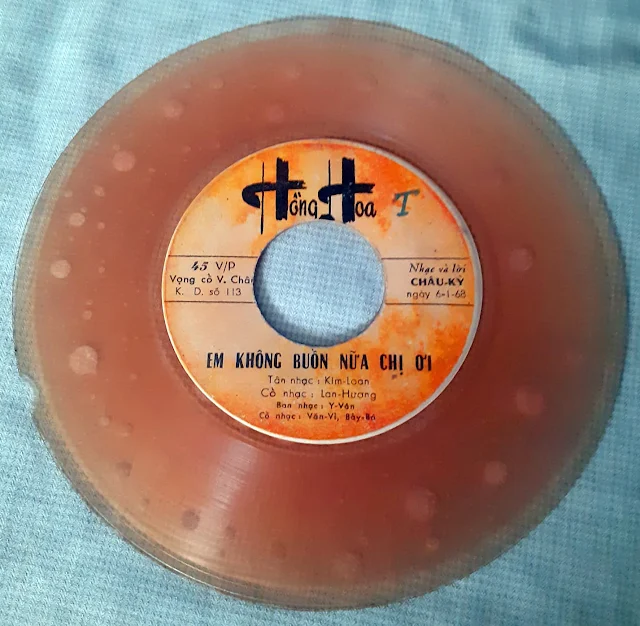 Hồng Hoa T
45 V/P
Vọng cổ V. Châu
K. D. số 113
Nhạc và lời
CHÂU-KỲ
ngày 6-1-68
EM KHÔNG BUỒN NỮA CHỊ ƠI
Tân nhạc : Kim-Loan
Cổ nhạc : Lan-Hương
Ban nhạc : Y-Vân
Cổ nhạc : Văn-Vĩ, Bảy-Bá